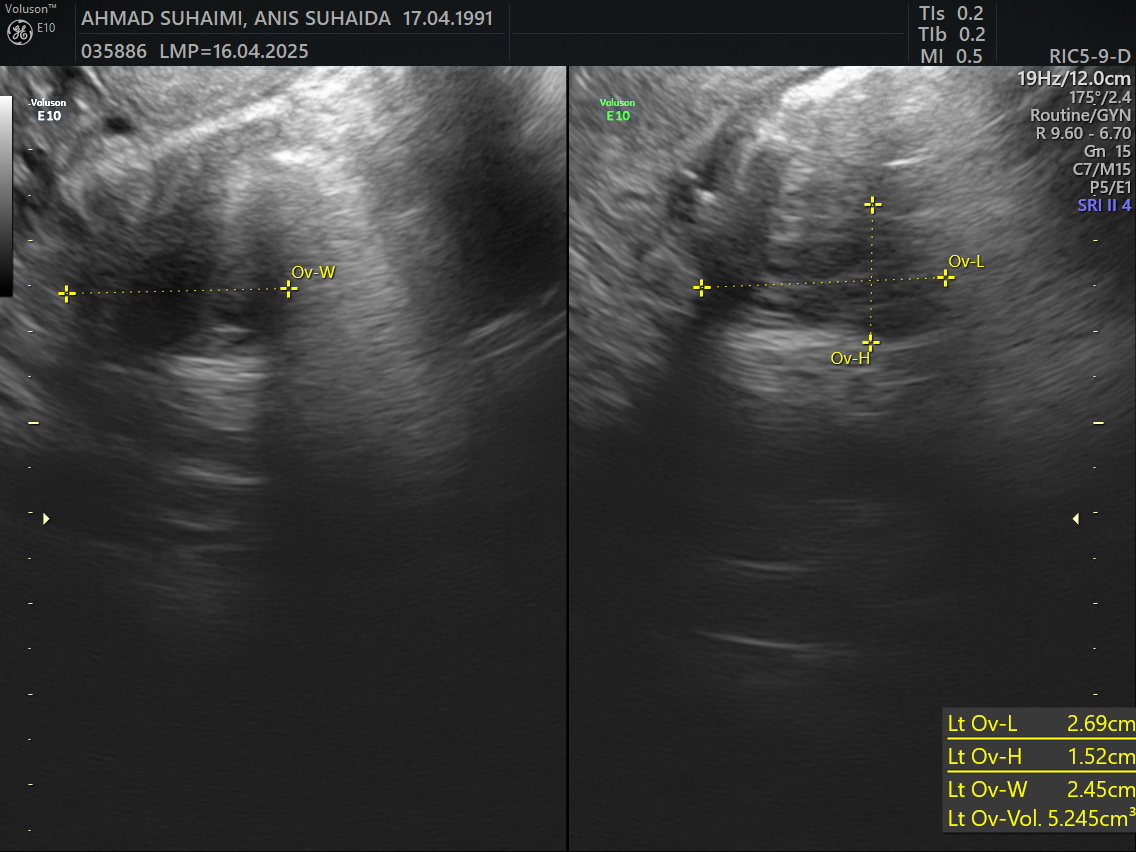 Voluson™
E10
AHMAD SUHAIMI, ANIS SUHAIDA 17.04.1991
035886 LMP=16.04.2025
TIs 0.2
TIb 0.2
MI 0.5
RIC5-9-D
19Hz/12.0cm
175°/2.4
Routine/GYN
R 9.60 - 6.70
Gn 15
C7/M15
P5/E1
SRI II 4
Voluson
E10
Ov-W
Voluson
E10
Ov-L
Ov-H
Lt Ov-L 2.69cm
Lt Ov-H 1.52cm
Lt Ov-W 2.45cm
Lt Ov-Vol. 5.245cm³